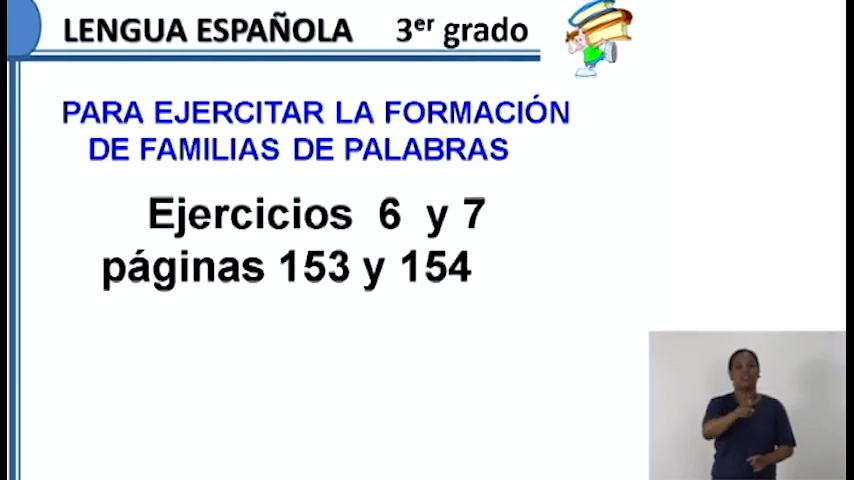 LENGUA ESPAÑOLA 3er grado
PARA EJERCITAR LA FORMACIÓN
DE FAMILIAS DE PALABRAS
Ejercicios 6 y 7
páginas 153 y 154